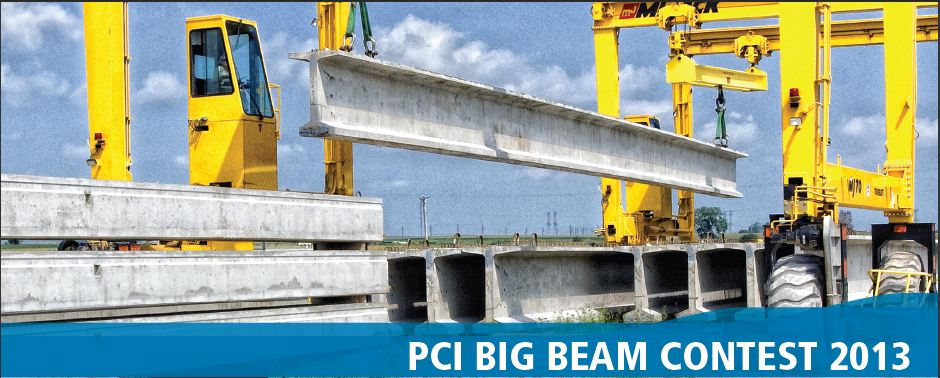 PCI BIG BEAM CONTEST 2013